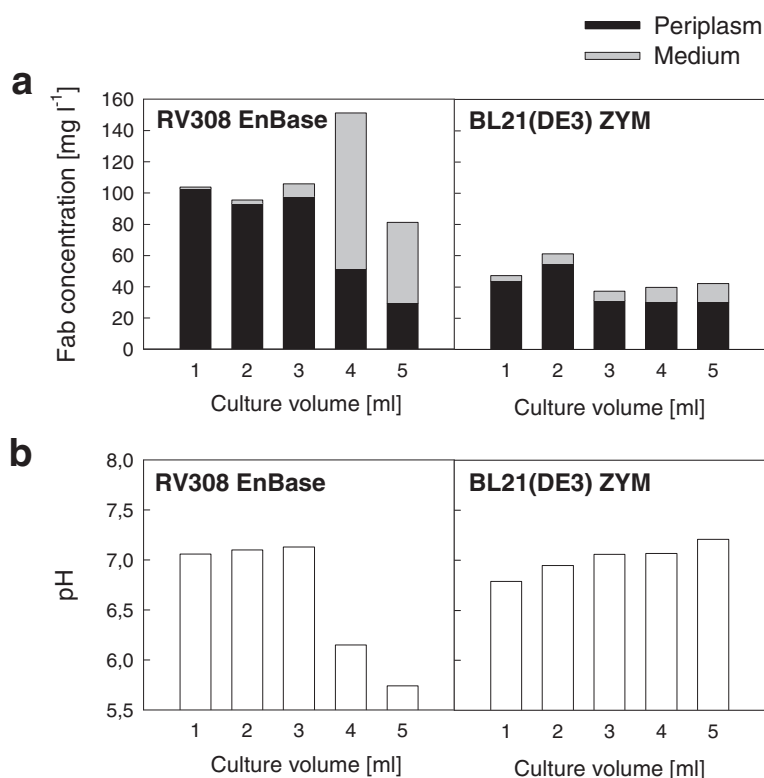 Periplasm
Medium
a
Fab concentration [mg l⁻¹]
160
140
120
100
80
60
40
20
0
RV308 EnBase
BL21(DE3) ZYM
1 2 3 4 5
1 2 3 4 5
Culture volume [ml]
Culture volume [ml]
b
pH
8,0
7,5
7,0
6,5
6,0
5,5
RV308 EnBase
BL21(DE3) ZYM
1 2 3 4 5
1 2 3 4 5
Culture volume [ml]
Culture volume [ml]